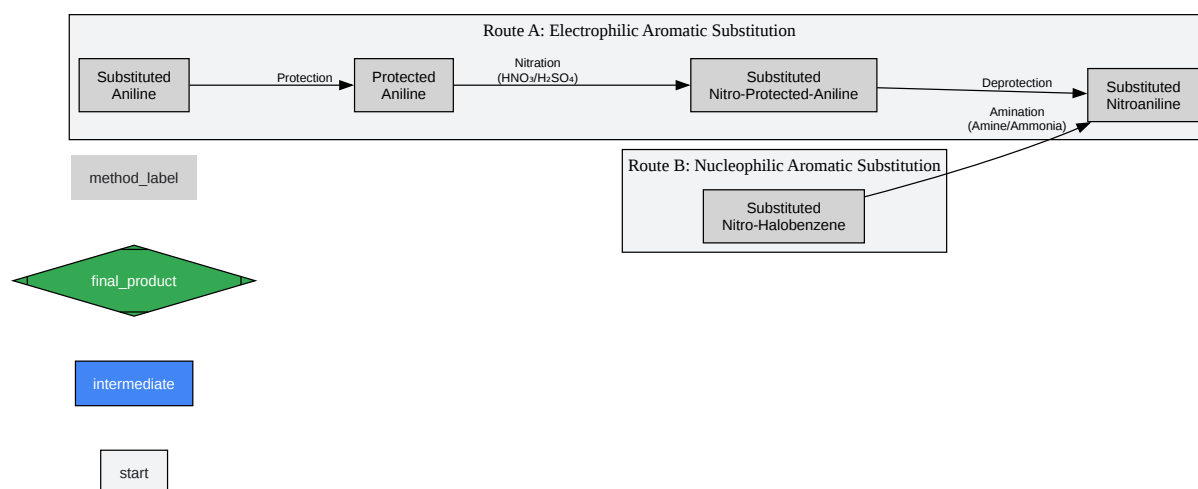 Route A: Electrophilic Aromatic Substitution
Substituted
Aniline
Protection
Protected
Aniline
Nitration
(HNO₃/H₂SO₄)
Substituted
Nitro-Protected-Aniline
Deprotection
Substituted
Nitroaniline
Amination
(Amine/Ammonia)
Route B: Nucleophilic Aromatic Substitution
Substituted
Nitro-Halobenzene
method_label
final_product
intermediate
start